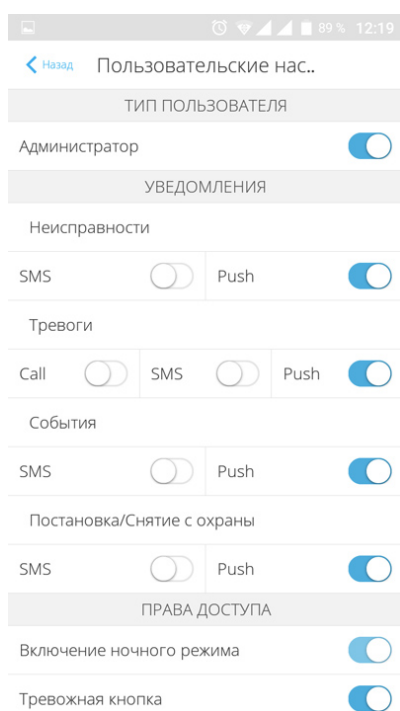 89 % 12:19
Назад Пользовательские нас..
ТИП ПОЛЬЗОВАТЕЛЯ
Администратор
УВЕДОМЛЕНИЯ
Неисправности
SMS Push
Тревоги
Call SMS Push
События
SMS Push
Постановка/Снятие с охраны
SMS Push
ПРАВА ДОСТУПА
Включение ночного режима
Тревожная кнопка